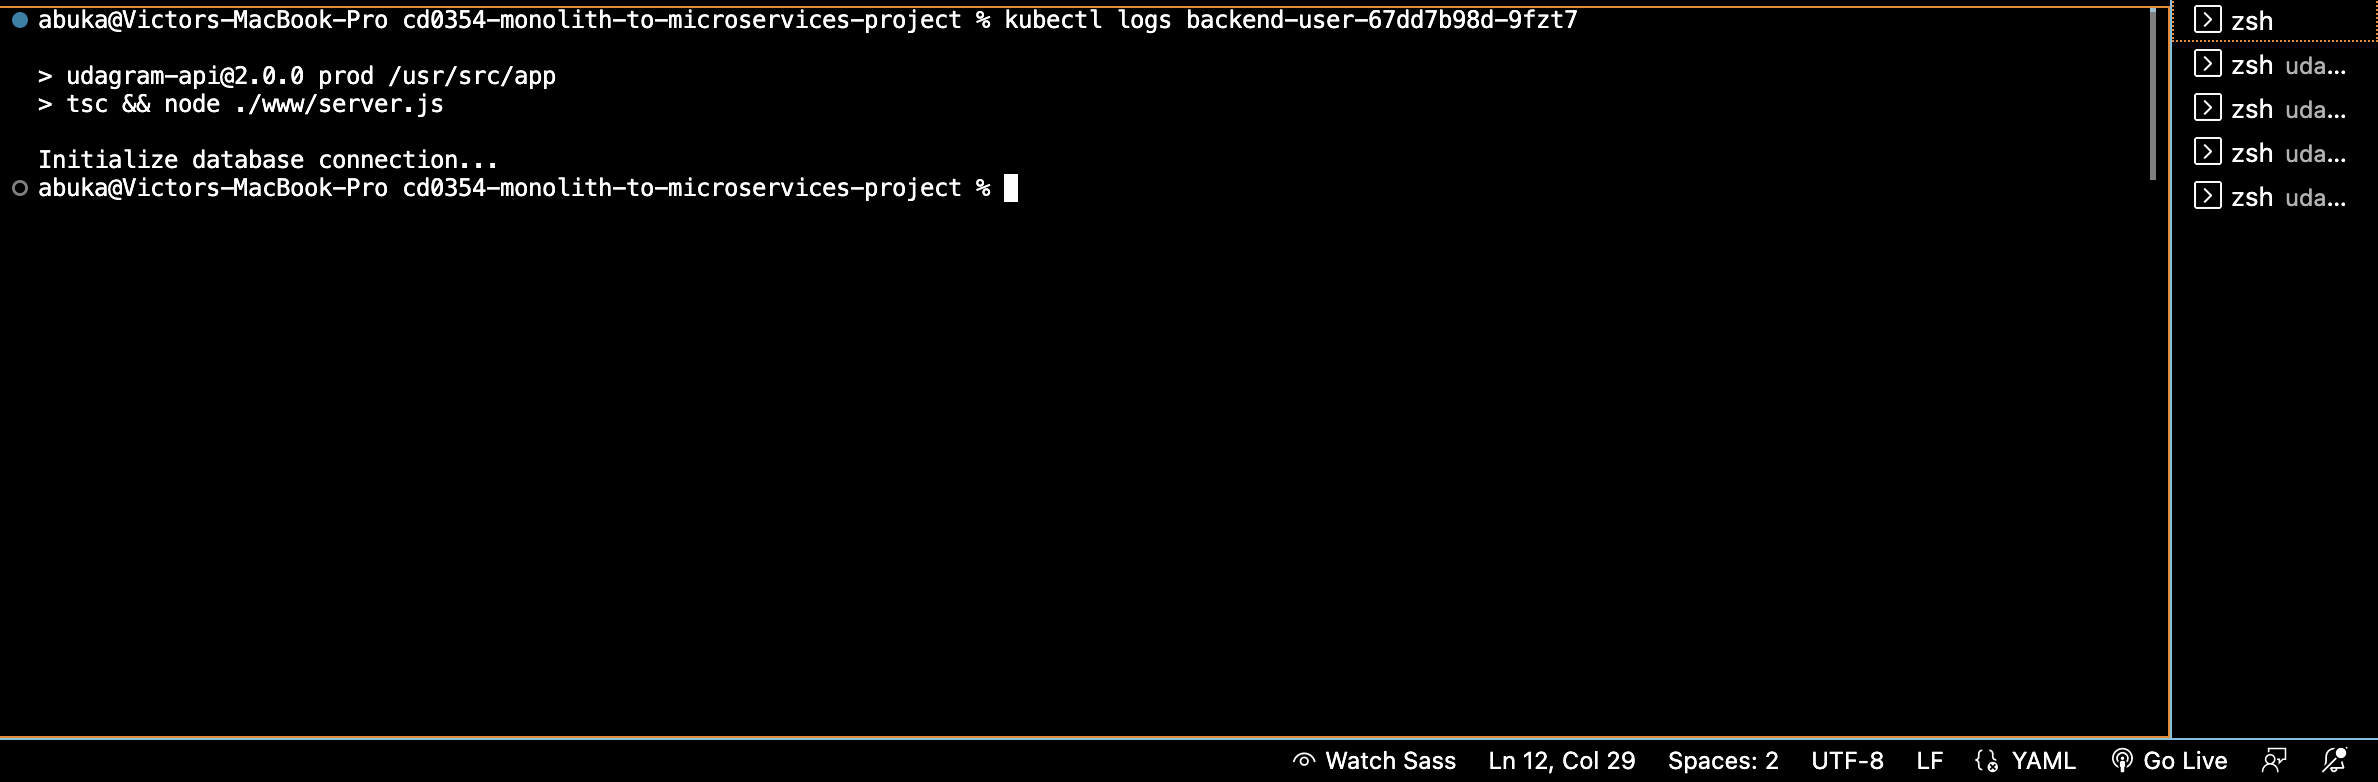 abuka@Victors-MacBook-Pro cd0354-monolith-to-microservices-project % kubectl logs backend-user-67dd7b98d-9fzt7
> udagram-api@2.0.0 prod /usr/src/app
> tsc && node ./www/server.js
Initialize database connection...
abuka@Victors-MacBook-Pro cd0354-monolith-to-microservices-project %
zsh
zsh uda...
zsh uda...
zsh uda...
zsh uda...
Watch Sass Ln 12, Col 29 Spaces: 2 UTF-8 LF YAML Go Live